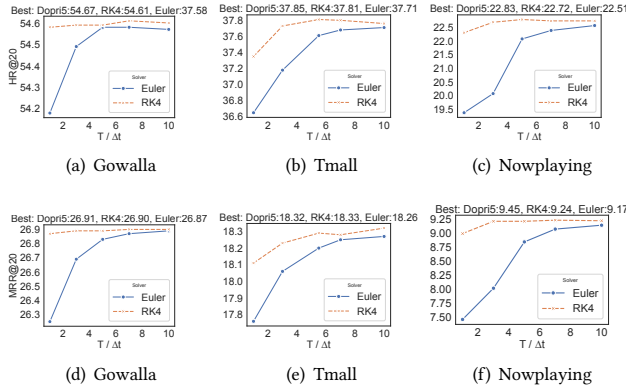 Best: Dopri5:54.67, RK4:54.61, Euler:37.58
HR@20
54.6
54.5
54.4
54.3
54.2
Solver
Euler
RK4
2 4 6 8 10
T / Δt
(a) Gowalla
Best: Dopri5:37.85, RK4:37.81, Euler:37.71
37.8
37.6
37.4
37.2
37.0
36.8
36.6
Solver
Euler
RK4
2 4 6 8 10
T / Δt
(b) Tmall
Best: Dopri5:22.83, RK4:22.72, Euler:22.51
22.5
22.0
21.5
21.0
20.5
20.0
19.5
Solver
Euler
RK4
2 4 6 8 10
T / Δt
(c) Nowplaying
Best: Dopri5:26.91, RK4:26.90, Euler:26.87
MRR@20
26.9
26.8
26.7
26.6
26.5
26.4
26.3
Solver
Euler
RK4
2 4 6 8 10
T / Δt
(d) Gowalla
Best: Dopri5:18.32, RK4:18.33, Euler:18.26
18.3
18.2
18.1
18.0
17.9
17.8
Solver
Euler
RK4
2 4 6 8 10
T / Δt
(e) Tmall
Best: Dopri5:9.45, RK4:9.24, Euler:9.17
9.25
9.00
8.75
8.50
8.25
8.00
7.75
7.50
Solver
Euler
RK4
2 4 6 8 10
T / Δt
(f) Nowplaying